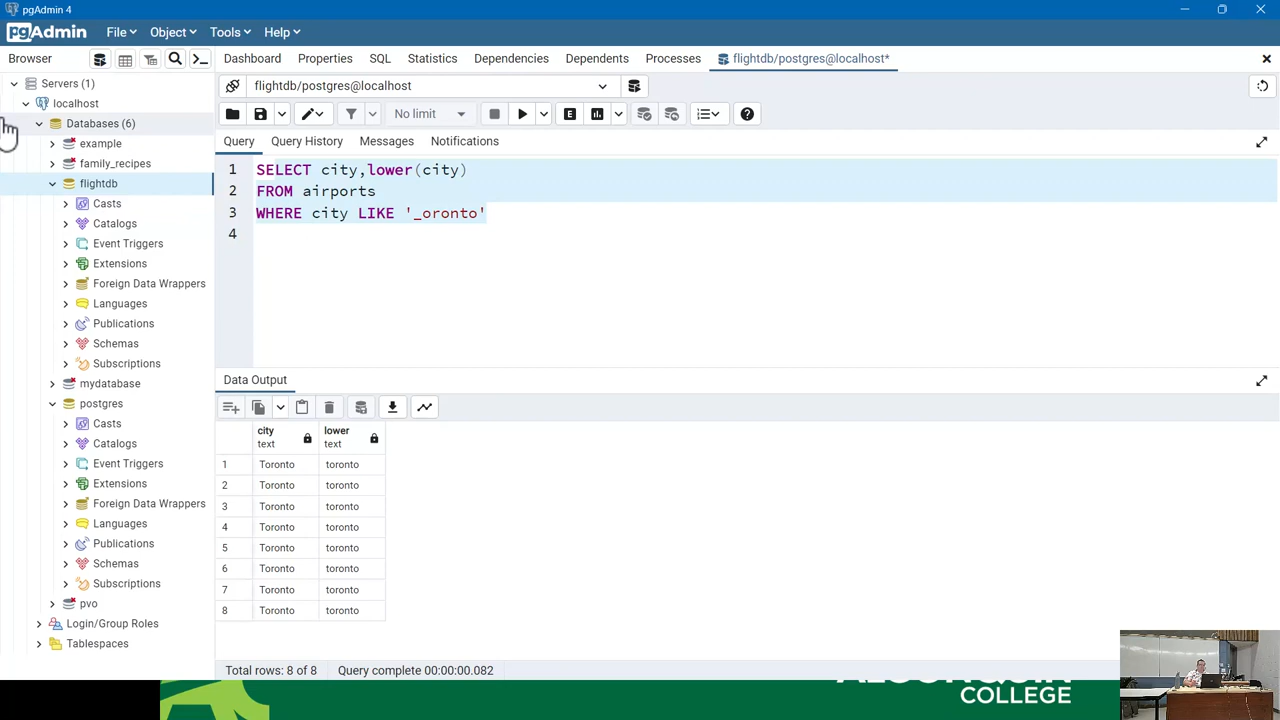 pgAdmin 4
pgAdmin File Object Tools Help
Browser Dashboard Properties SQL Statistics Dependencies Dependents Processes flightdb/postgres@localhost*
Servers (1)
localhost
Databases (6)
example
family_recipes
flightdb
Casts
Catalogs
Event Triggers
Extensions
Foreign Data Wrappers
Languages
Publications
Schemas
Subscriptions
mydatabase
postgres
Casts
Catalogs
Event Triggers
Extensions
Foreign Data Wrappers
Languages
Publications
Schemas
Subscriptions
pvo
Login/Group Roles
Tablespaces
flightdb/postgres@localhost
No limit
E
Query Query History Messages Notifications
1 SELECT city,lower(city)
2 FROM airports
3 WHERE city LIKE '_oronto'
4
Data Output
city lower
text text
1 Toronto toronto
2 Toronto toronto
3 Toronto toronto
4 Toronto toronto
5 Toronto toronto
6 Toronto toronto
7 Toronto toronto
8 Toronto toronto
Total rows: 8 of 8 Query complete 00:00:00.082
COLLEGE